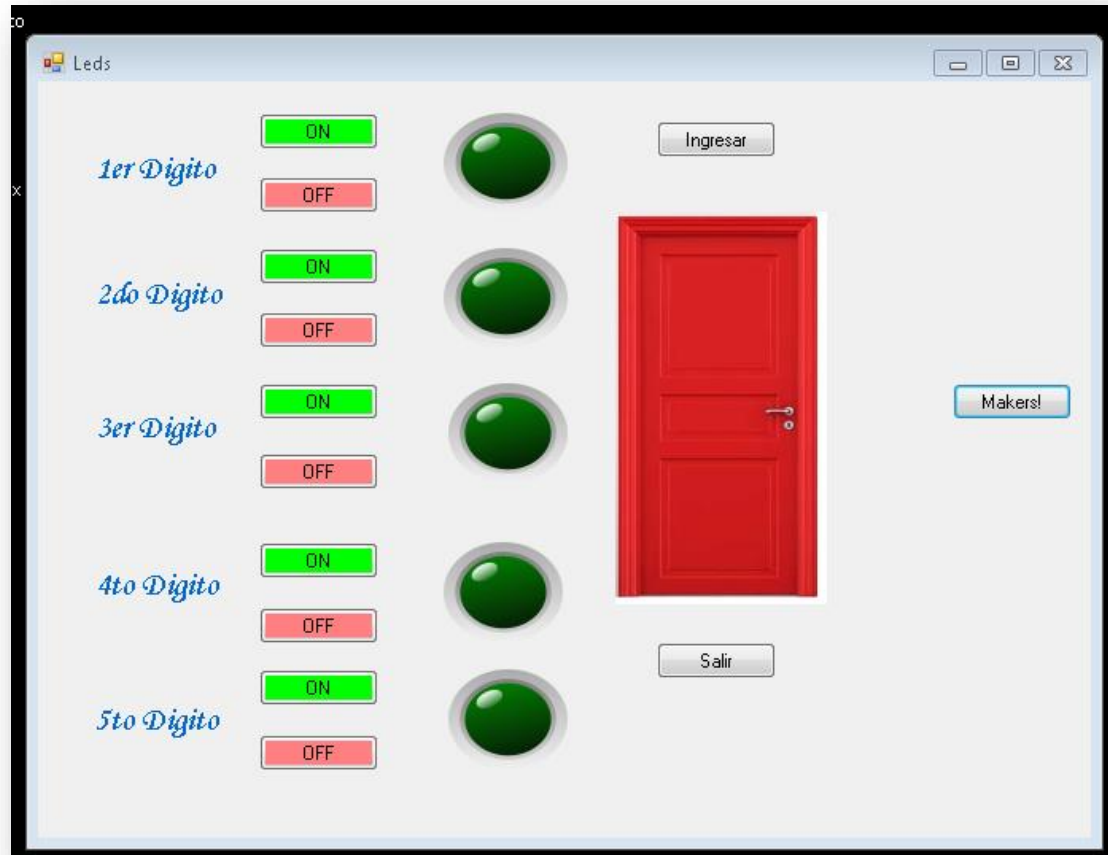 to
Leds
ON
1er Digito
OFF
Ingresar
x
ON
2do Digito
OFF
ON
3er Digito
OFF
Makers!
ON
4to Digito
OFF
Salir
ON
5to Digito
OFF